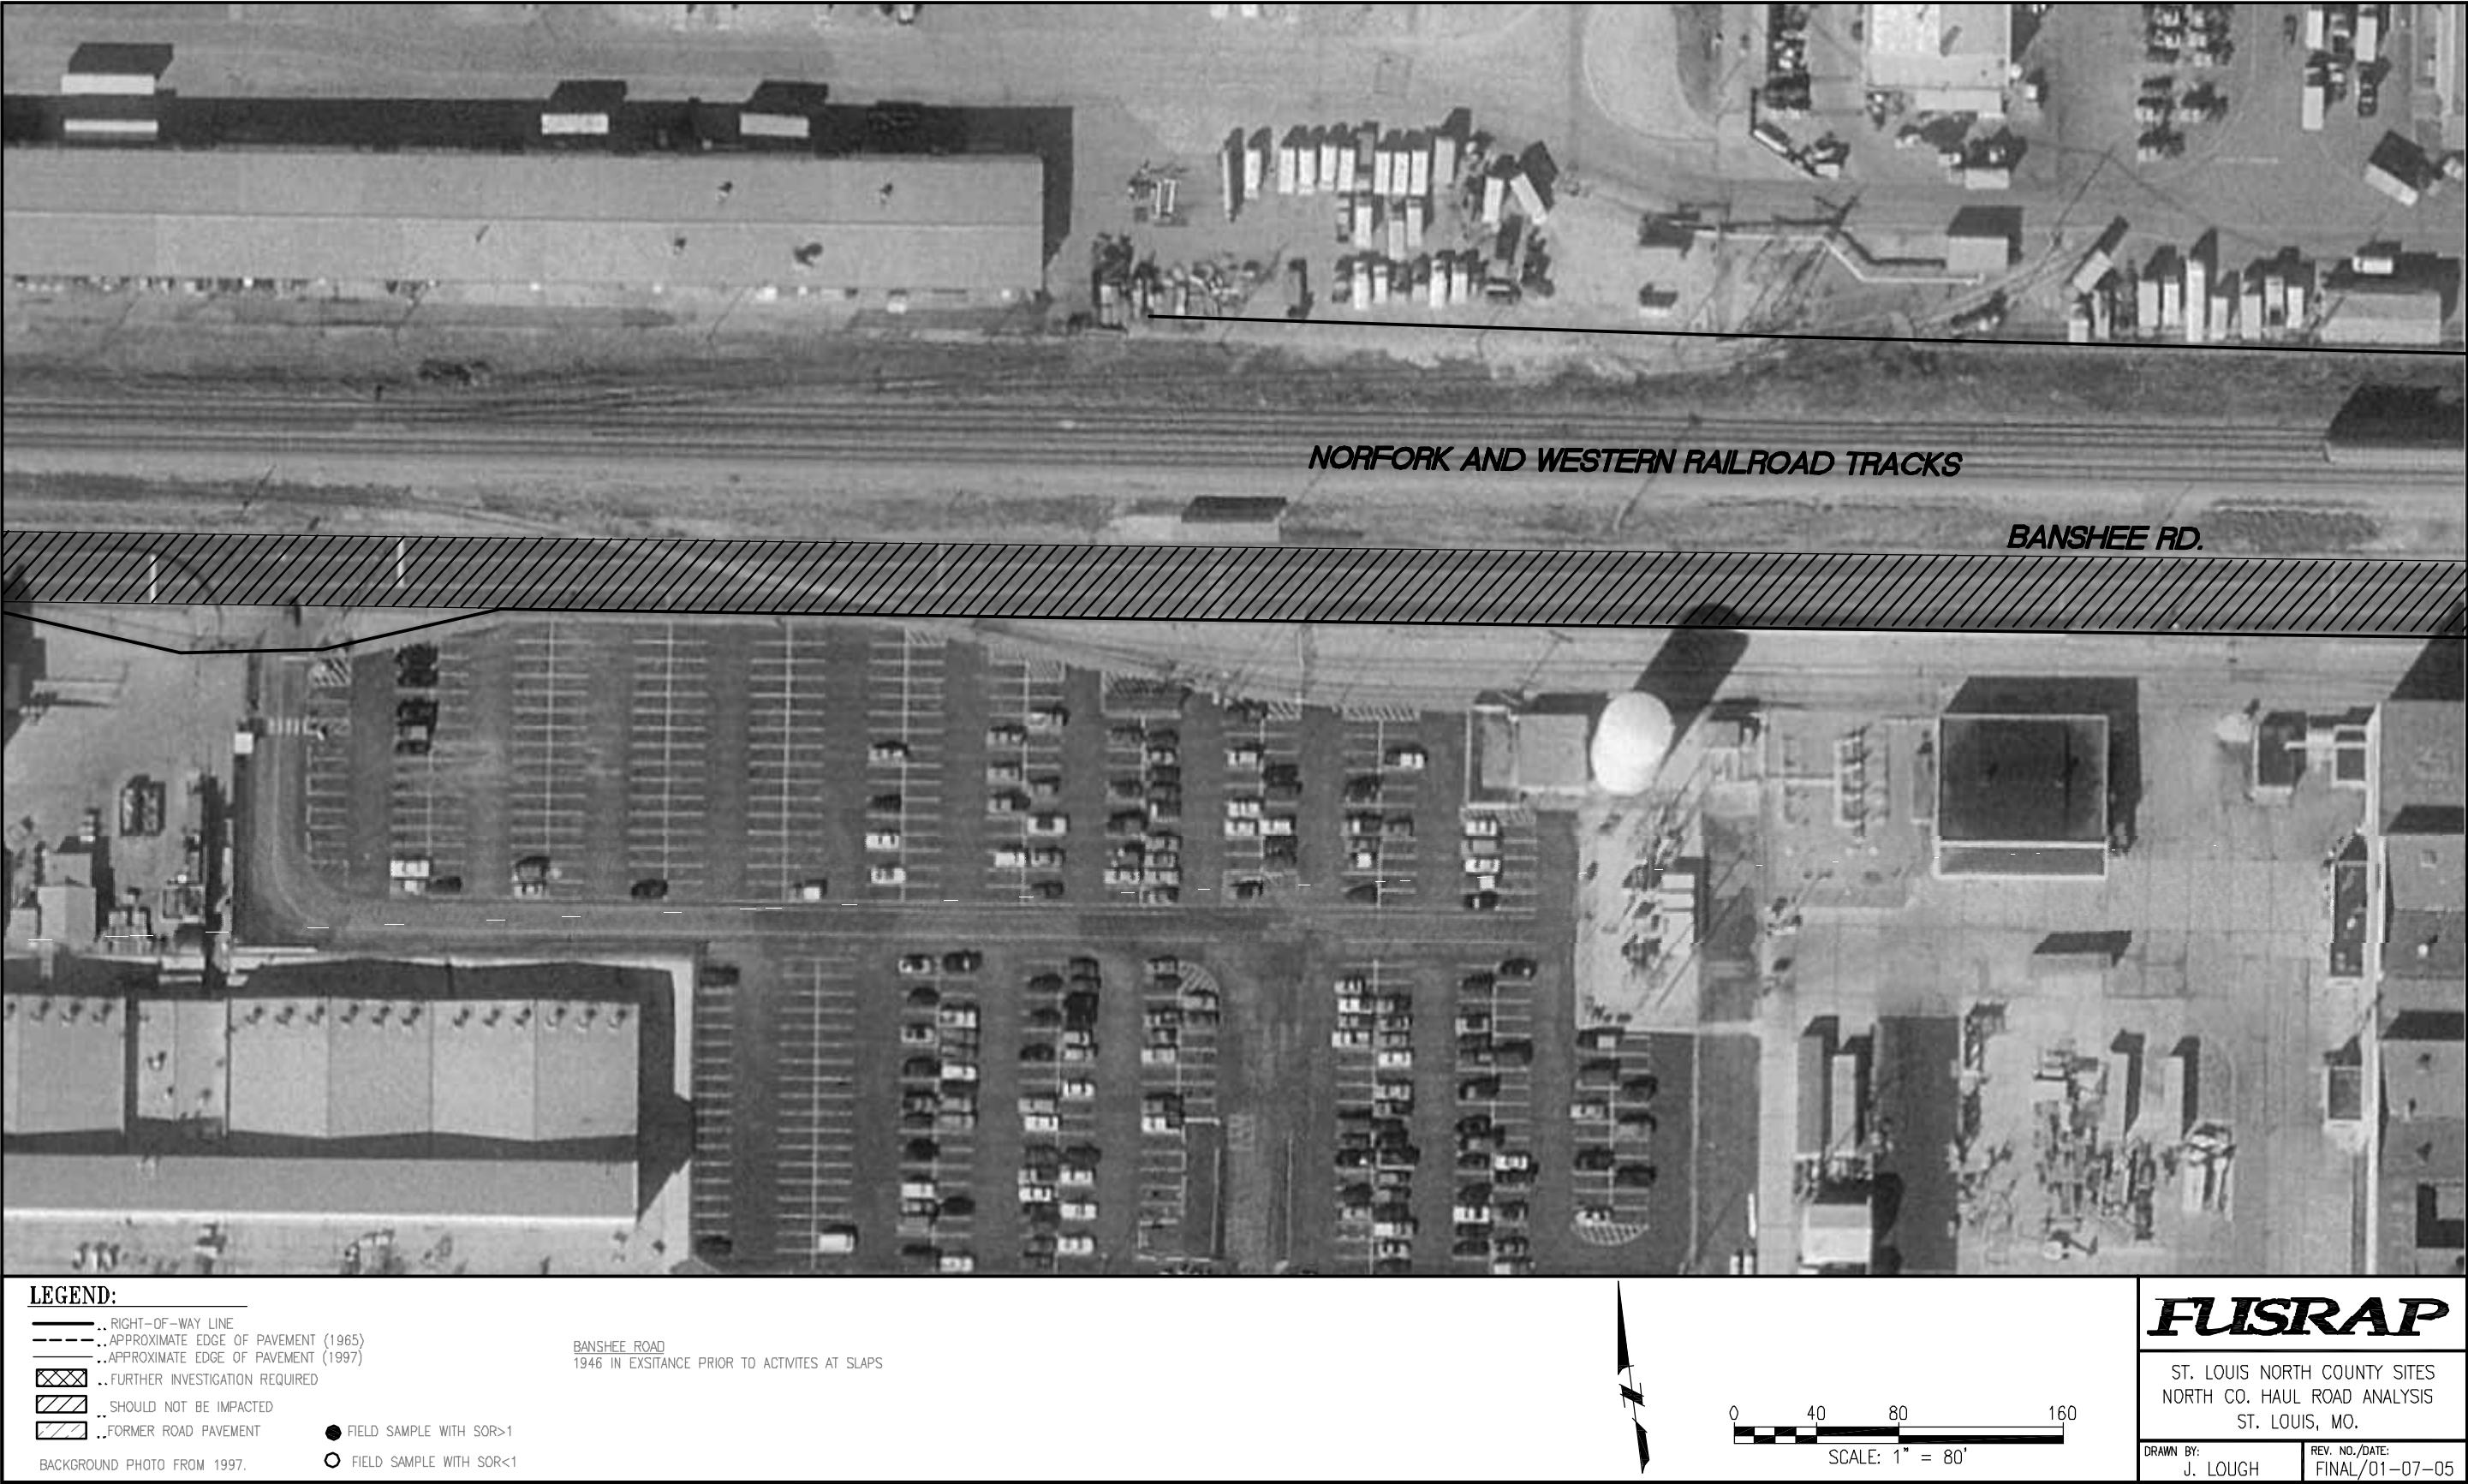 NORFORK AND WESTERN RAILROAD TRACKS
BANSHEE RD.
LEGEND:
RIGHT-OF-WAY LINE
APPROXIMATE EDGE OF PAVEMENT (1965)
APPROXIMATE EDGE OF PAVEMENT (1997)
FURTHER INVESTIGATION REQUIRED
SHOULD NOT BE IMPACTED
FORMER ROAD PAVEMENT
FIELD SAMPLE WITH SOR>1
FIELD SAMPLE WITH SOR<1
BACKGROUND PHOTO FROM 1997.
BANSHEE ROAD
1946 IN EXSITANCE PRIOR TO ACTIVITES AT SLAPS
0 40 80 160
SCALE: 1" = 80'
FUSRAP
ST. LOUIS NORTH COUNTY SITES
NORTH CO. HAUL ROAD ANALYSIS
ST. LOUIS, MO.
DRAWN BY:
J. LOUGH
REV. NO./DATE:
FINAL/01-07-05